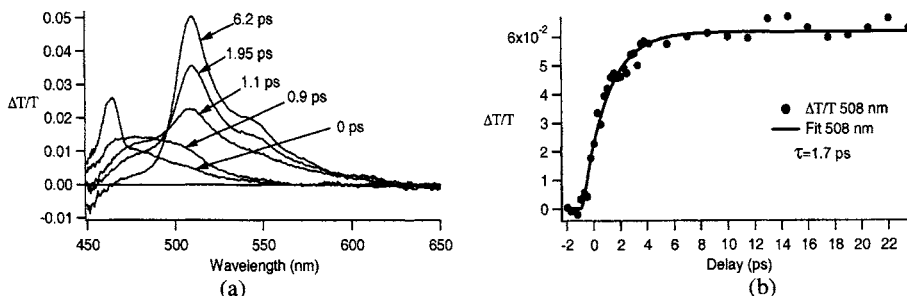 (a)
0.05
0.04
0.03
ΔT/T
0.02
0.01
0.00
-0.01
6.2 ps
1.95 ps
1.1 ps
0.9 ps
0 ps
450
500
550
600
650
Wavelength (nm)
(a)
b)
6x10⁻²
4
ΔT/T
2
0
ΔT/T 508 nm
Fit 508 nm
τ=1.7 ps
-2 0 2 4 6 8 10 12 14 16 18 20 22
Delay (ps)
(b)